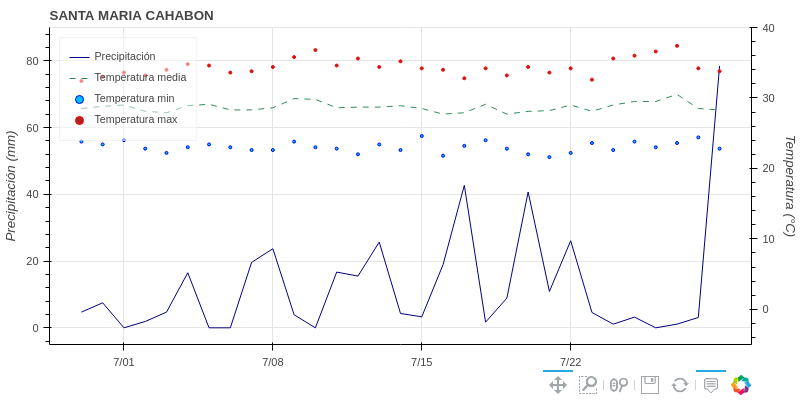 SANTA MARIA CAHABON
Precipitación
Temperatura media
Temperatura min
Temperatura max
Precipitación (mm)
80
60
40
20
0
Temperatura (°C)
40
30
20
10
0
7/01
7/08
7/15
7/22